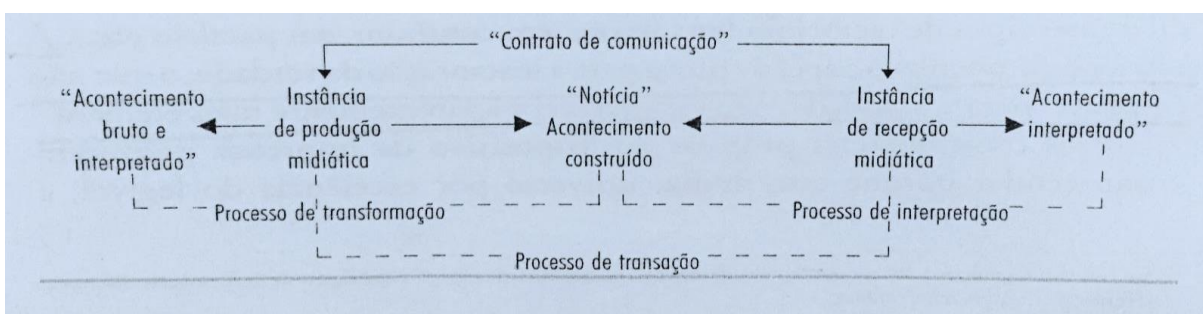 “Contrato de comunicação”
“Acontecimento Instância “Notícia” Instância “Acontecimento
bruto e de produção Acontecimento de recepção interpretado”
interpretado” midiática construído midiática
Processo de transformação Processo de interpretação
Processo de transação